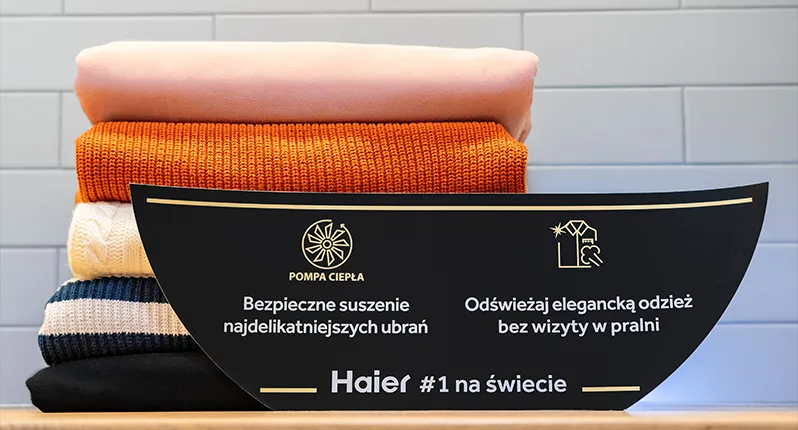 POMPA CIEPŁA
Bezpieczne suszenie
najdelikatniejszych ubrań
Odświeżaj elegancką odzież
bez wizyty w pralni
Haier #1 na świecie